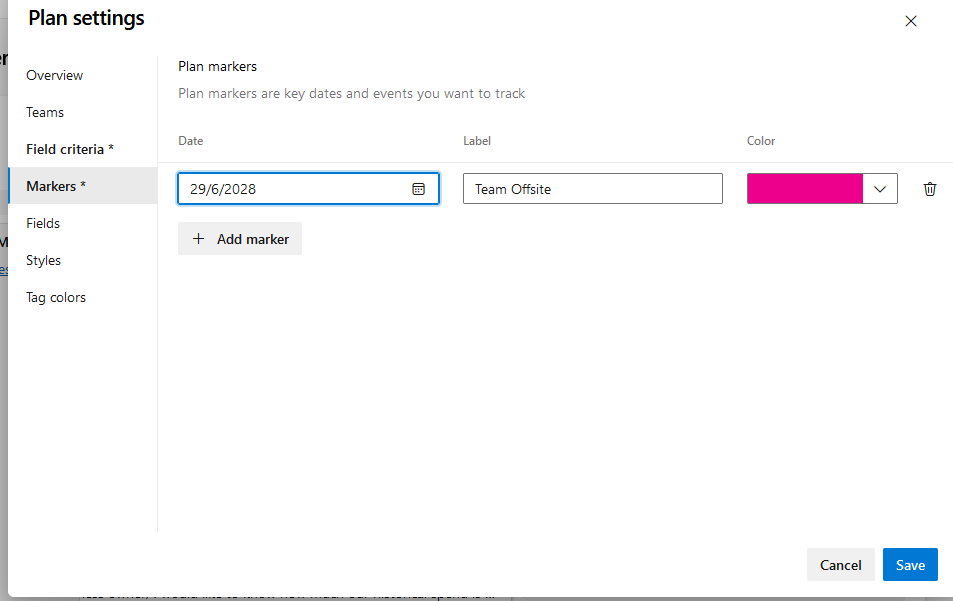 Plan settings
Overview
Teams
Field criteria *
Markers *
Fields
Styles
Tag colors
Plan markers
Plan markers are key dates and events you want to track
Date Label Color
29/6/2028 Team Offsite
Add marker
Cancel Save